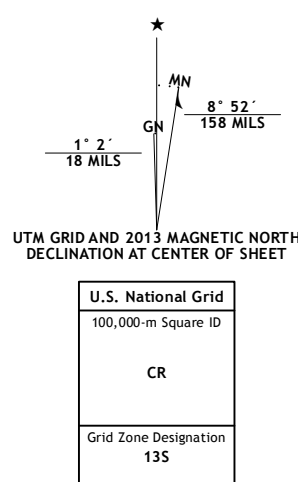 MN
GN
8° 52´
158 MILS
1° 2´
18 MILS
UTM GRID AND 2013 MAGNETIC NORTH
DECLINATION AT CENTER OF SHEET
U.S. National Grid
100,000-m Square ID
CR
Grid Zone Designation
13S